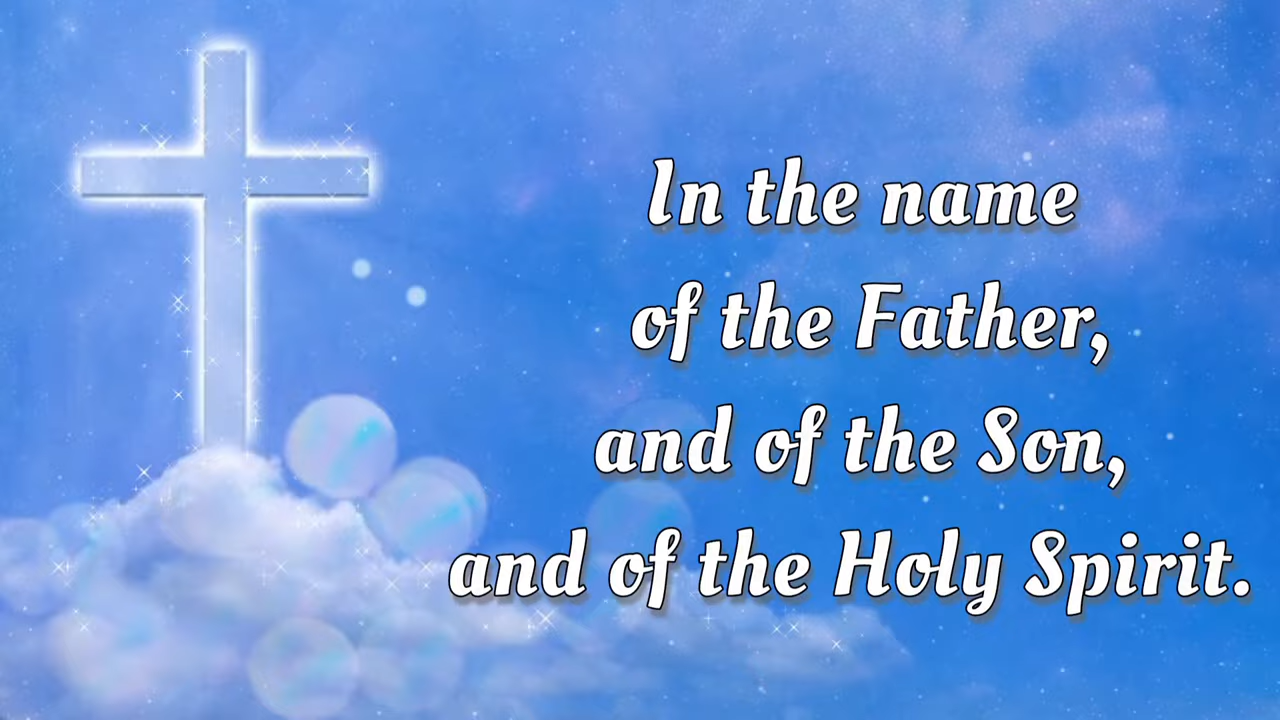 In the name
of the Father,
and of the Son,
and of the Holy Spirit.